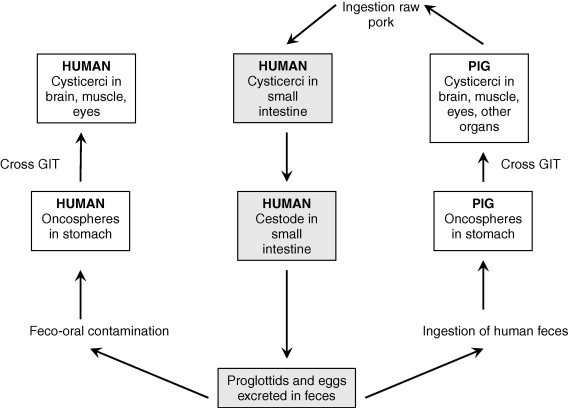 Ingestion raw
pork
HUMAN
Cysticerci in
brain, muscle,
eyes
HUMAN
Cysticerci in
small
intestine
PIG
Cysticerci in
brain, muscle,
eyes, other
organs
Cross GIT
Cross GIT
HUMAN
Oncospheres
in stomach
HUMAN
Cestode in
small
intestine
PIG
Oncospheres
in stomach
Feco-oral contamination
Ingestion of human feces
Proglottids and eggs
excreted in feces